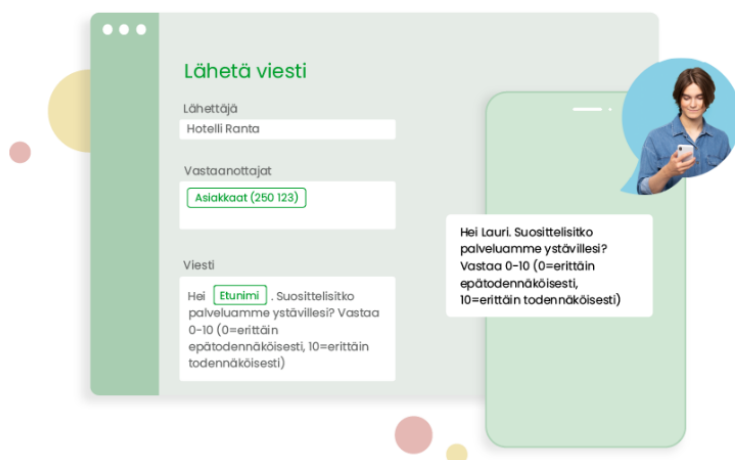 Lähetä viesti
Lähettäjä
Hotelli Ranta
Vastaanottajat
Asiakkaat (250 123)
Viesti
Hei Etunimi . Suosittelisitko
palveluamme ystävillesi? Vastaa
0-10 (0=erittäin
epätodennäköisesti, 10=erittäin
todennäköisesti)
Hei Lauri. Suosittelisitko
palveluamme ystävillesi?
Vastaa 0-10 (0=erittäin
epätodennäköisesti,
10=erittäin todennäköisesti)